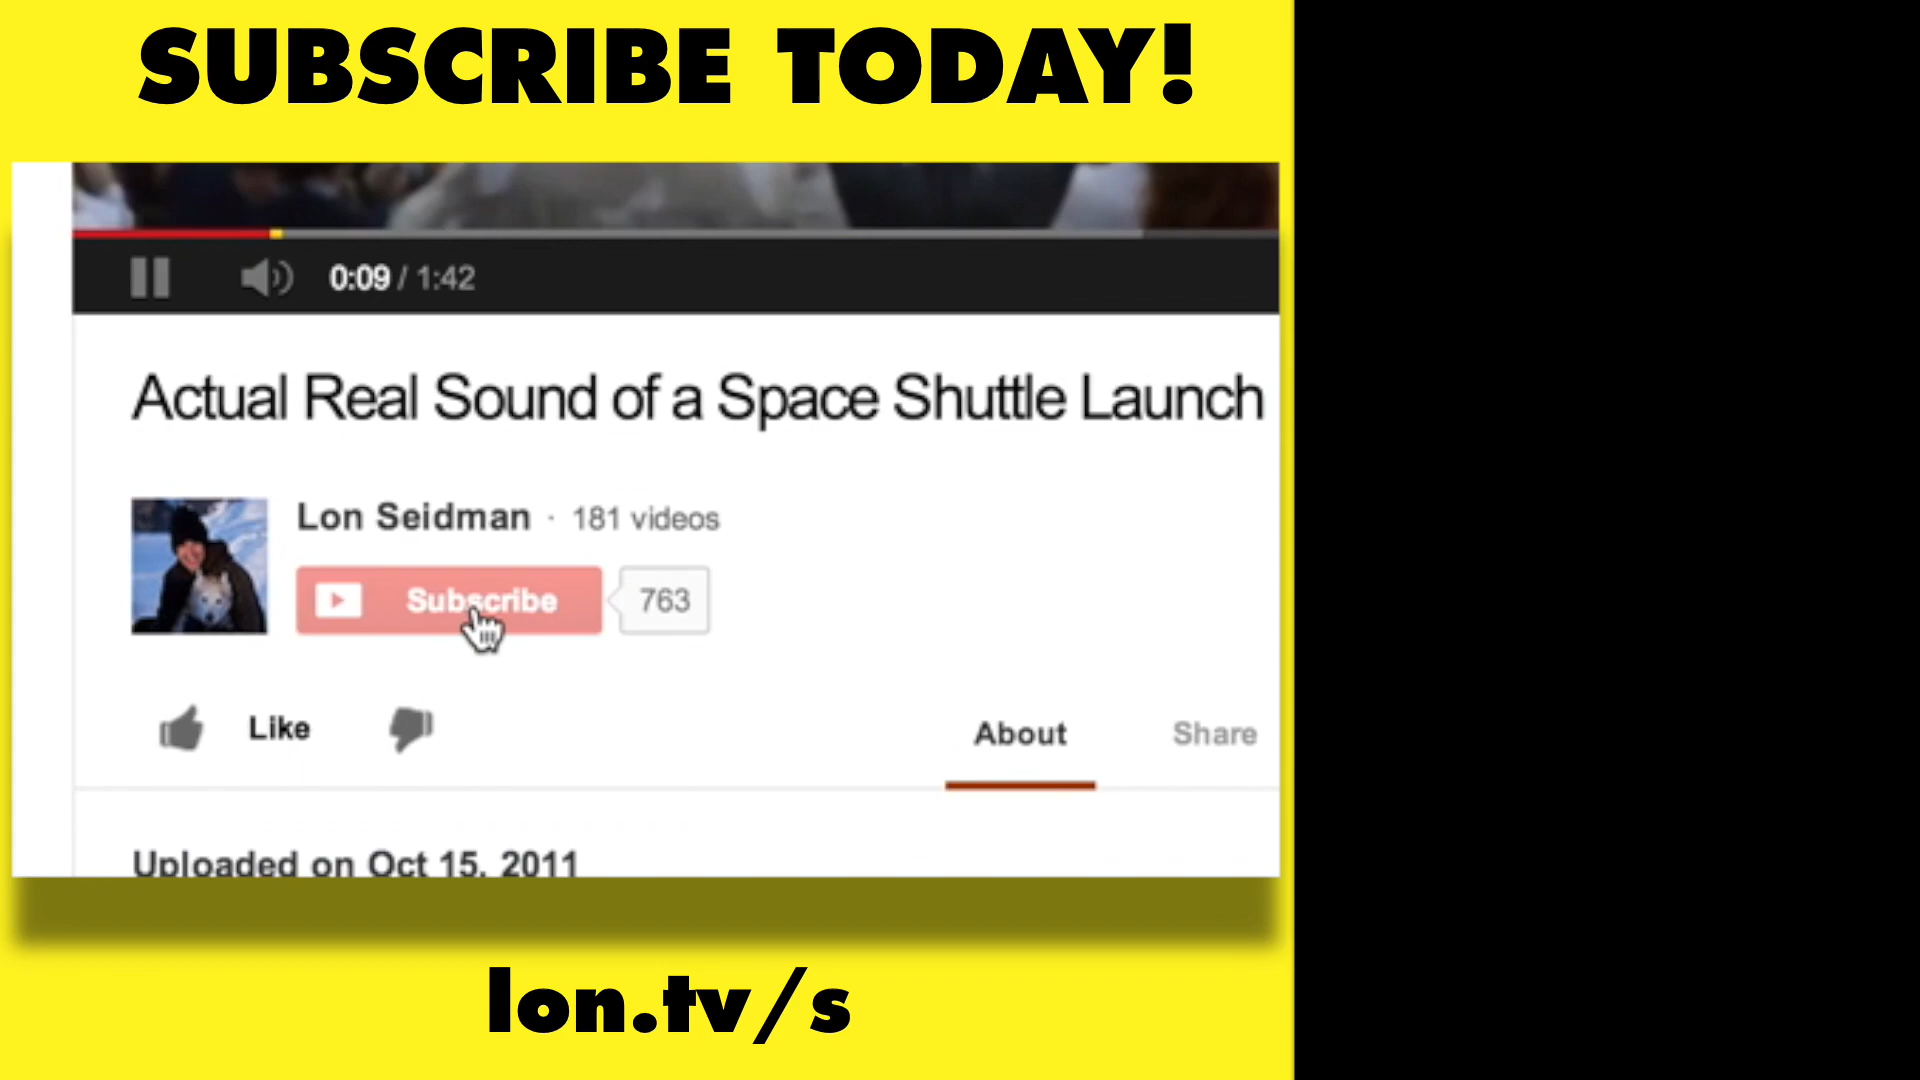 SUBSCRIBE TODAY!
0:09 / 1:42
Actual Real Sound of a Space Shuttle Launch
Lon Seidman · 181 videos
Subscribe 763
Like About Share
Uploaded on Oct 15, 2011
lon.tv/s